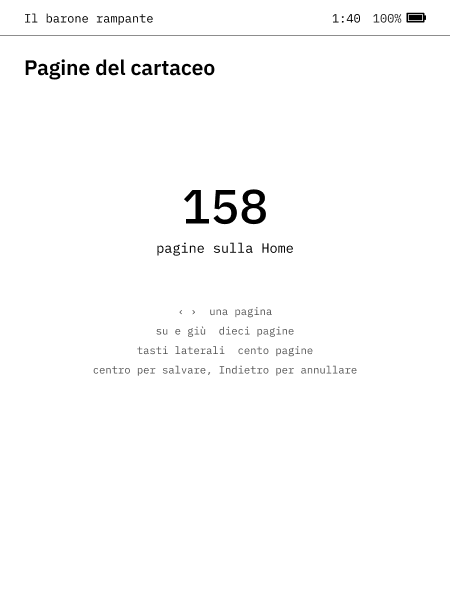 Il barone rampante 1:40 100%
Pagine del cartaceo
158
pagine sulla Home
‹ › una pagina
su e giù dieci pagine
tasti laterali cento pagine
centro per salvare, Indietro per annullare